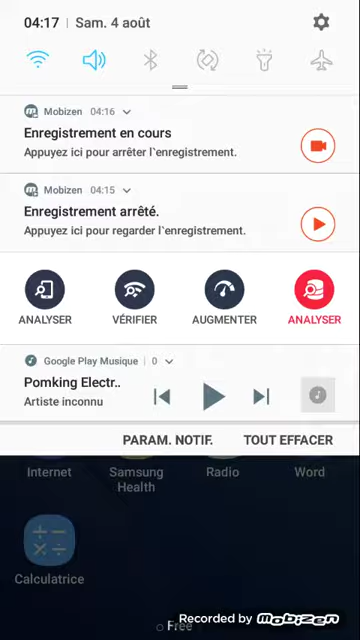 04:17 | Sam. 4 août
Mobizen 04:16
Enregistrement en cours
Appuyez ici pour arrêter l`enregistrement.
Mobizen 04:15
Enregistrement arrêté.
Appuyez ici pour regarder l`enregistrement.
ANALYSER VÉRIFIER AUGMENTER ANALYSER
Google Play Musique | 0
Pomking Electr..
Artiste inconnu
PARAM. NOTIF. TOUT EFFACER
Internet Samsung Health Radio Word
Calculatrice
Free
Recorded by Mobizen